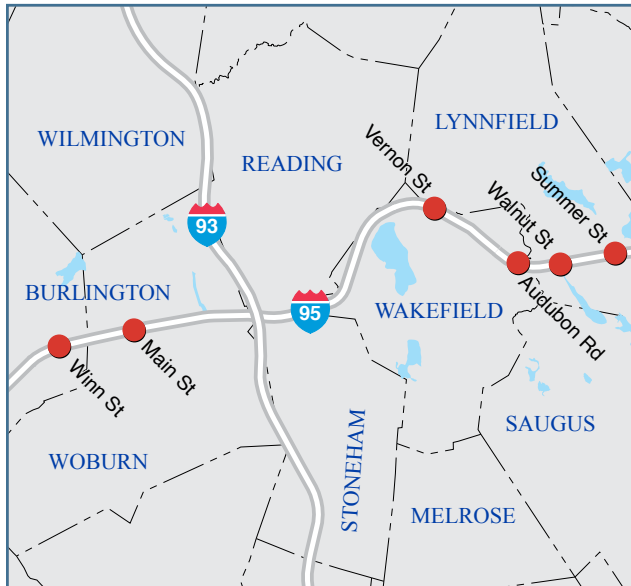 LYNNFIELD
WILMINGTON
Vernon St
READING
Walnut St
Summer St
93
BURLINGTON
95
WAKEFIELD
Audubon Rd
Main St
Winn St
SAUGUS
STONEHAM
WOBURN
MELROSE